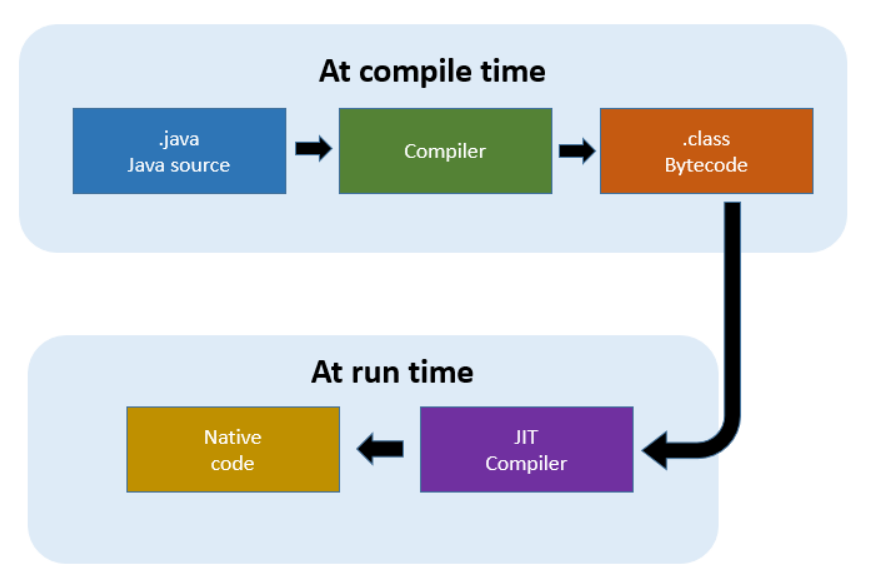 At compile time
.java
Java source
Compiler
.class
Bytecode
At run time
Native
code
JIT
Compiler